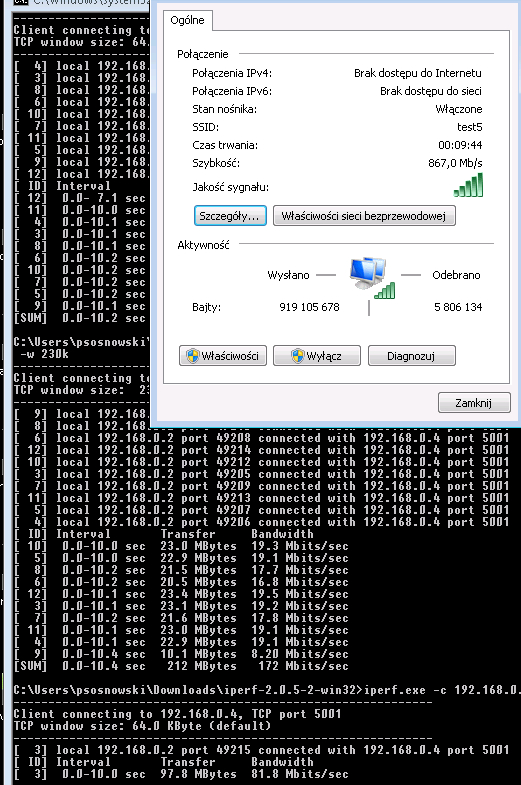 C:\Windows\system32
Ogólne
Client connecting to
TCP window size: 64.
Połączenie
Połączenia IPv4: Brak dostępu do Internetu
Połączenia IPv6: Brak dostępu do sieci
Stan nośnika: Włączone
SSID: test5
Czas trwania: 00:09:44
Szybkość: 867,0 Mb/s
Jakość sygnału:
Szczegóły... Właściwości sieci bezprzewodowej
Aktywność
Wysłano — Odebrano
Bajty: 919 105 678 5 806 134
Właściwości Wyłącz Diagnozuj
Zamknij
[ 4] local 192.168.
[ 3] local 192.168.
[ 8] local 192.168.
[ 6] local 192.168.
[ 10] local 192.168.
[ 7] local 192.168.
[ 11] local 192.168.
[ 5] local 192.168.
[ 9] local 192.168.
[ 12] local 192.168.
[ ID] Interval
[ 12] 0.0- 7.1 sec
[ 11] 0.0-10.0 sec
[ 4] 0.0-10.1 sec
[ 3] 0.0-10.1 sec
[ 8] 0.0-10.1 sec
[ 6] 0.0-10.2 sec
[ 10] 0.0-10.2 sec
[ 7] 0.0-10.2 sec
[ 5] 0.0-10.2 sec
[ 9] 0.0-10.1 sec
[SUM] 0.0-10.2 sec
C:\Users\psosnowski\
-w 230k
Client connecting to
TCP window size: 23
[ 9] local 192.168.
[ 8] local 192.168.0.2 port
[ 6] local 192.168.0.2 port 49208 connected with 192.168.0.4 port 5001
[ 12] local 192.168.0.2 port 49214 connected with 192.168.0.4 port 5001
[ 10] local 192.168.0.2 port 49212 connected with 192.168.0.4 port 5001
[ 3] local 192.168.0.2 port 49205 connected with 192.168.0.4 port 5001
[ 7] local 192.168.0.2 port 49209 connected with 192.168.0.4 port 5001
[ 11] local 192.168.0.2 port 49213 connected with 192.168.0.4 port 5001
[ 5] local 192.168.0.2 port 49207 connected with 192.168.0.4 port 5001
[ 4] local 192.168.0.2 port 49206 connected with 192.168.0.4 port 5001
[ ID] Interval Transfer Bandwidth
[ 10] 0.0-10.0 sec 23.0 MBytes 19.3 Mbits/sec
[ 5] 0.0-10.0 sec 22.9 MBytes 19.1 Mbits/sec
[ 8] 0.0-10.2 sec 21.5 MBytes 17.7 Mbits/sec
[ 6] 0.0-10.2 sec 20.5 MBytes 16.8 Mbits/sec
[ 12] 0.0-10.1 sec 23.4 MBytes 19.5 Mbits/sec
[ 3] 0.0-10.1 sec 23.1 MBytes 19.2 Mbits/sec
[ 7] 0.0-10.2 sec 21.6 MBytes 17.8 Mbits/sec
[ 11] 0.0-10.1 sec 23.0 MBytes 19.1 Mbits/sec
[ 4] 0.0-10.1 sec 22.9 MBytes 19.1 Mbits/sec
[ 9] 0.0-10.4 sec 10.1 MBytes 8.20 Mbits/sec
[SUM] 0.0-10.4 sec 212 MBytes 172 Mbits/sec
C:\Users\psosnowski\Downloads\iperf-2.0.5-2-win32>iperf.exe -c 192.168.0.
Client connecting to 192.168.0.4, TCP port 5001
TCP window size: 64.0 KByte (default)
[ 3] local 192.168.0.2 port 49215 connected with 192.168.0.4 port 5001
[ ID] Interval Transfer Bandwidth
[ 3] 0.0-10.0 sec 97.8 MBytes 81.8 Mbits/sec